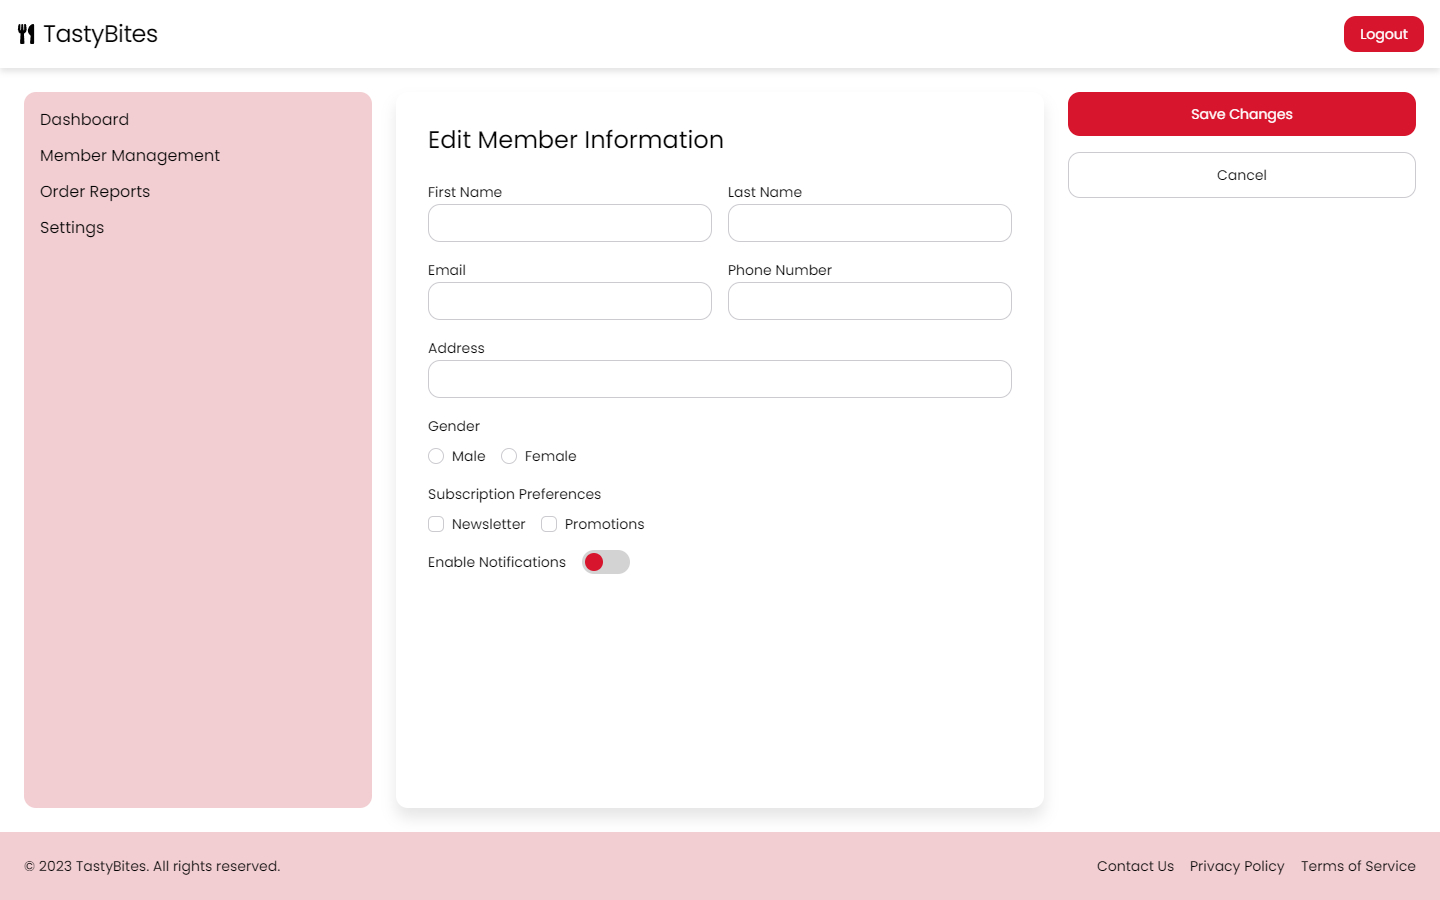 TastyBites
Logout
Dashboard
Member Management
Order Reports
Settings
Edit Member Information
First Name
Last Name
Email
Phone Number
Address
Gender
Male
Female
Subscription Preferences
Newsletter
Promotions
Enable Notifications
Save Changes
Cancel
© 2023 TastyBites. All rights reserved.
Contact Us
Privacy Policy
Terms of Service